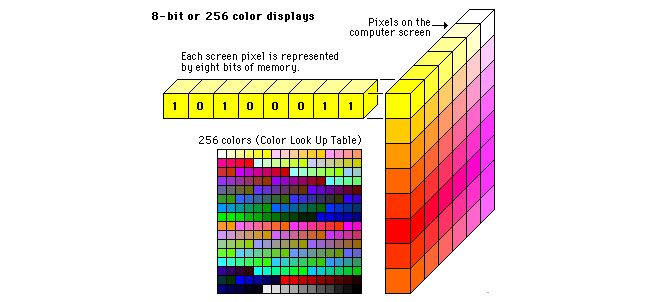 8-bit or 256 color displays
Pixels on the
computer screen
Each screen pixel is represented
by eight bits of memory.
1 0 1 0 0 0 1 1
256 colors (Color Look Up Table)